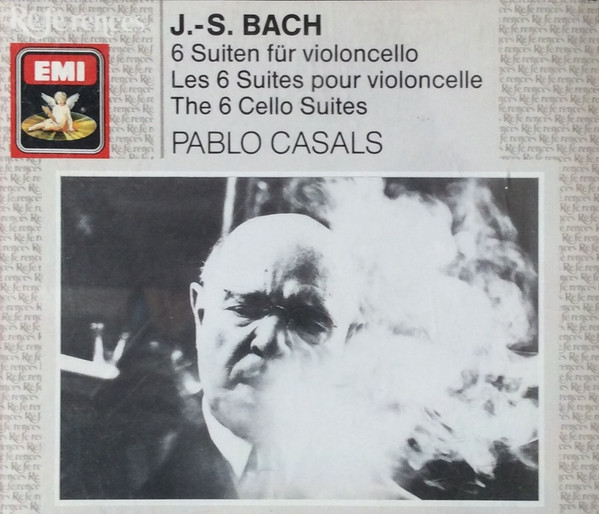 References
EMI
J.-S. BACH
6 Suiten für violoncello
Les 6 Suites pour violoncelle
The 6 Cello Suites
PABLO CASALS